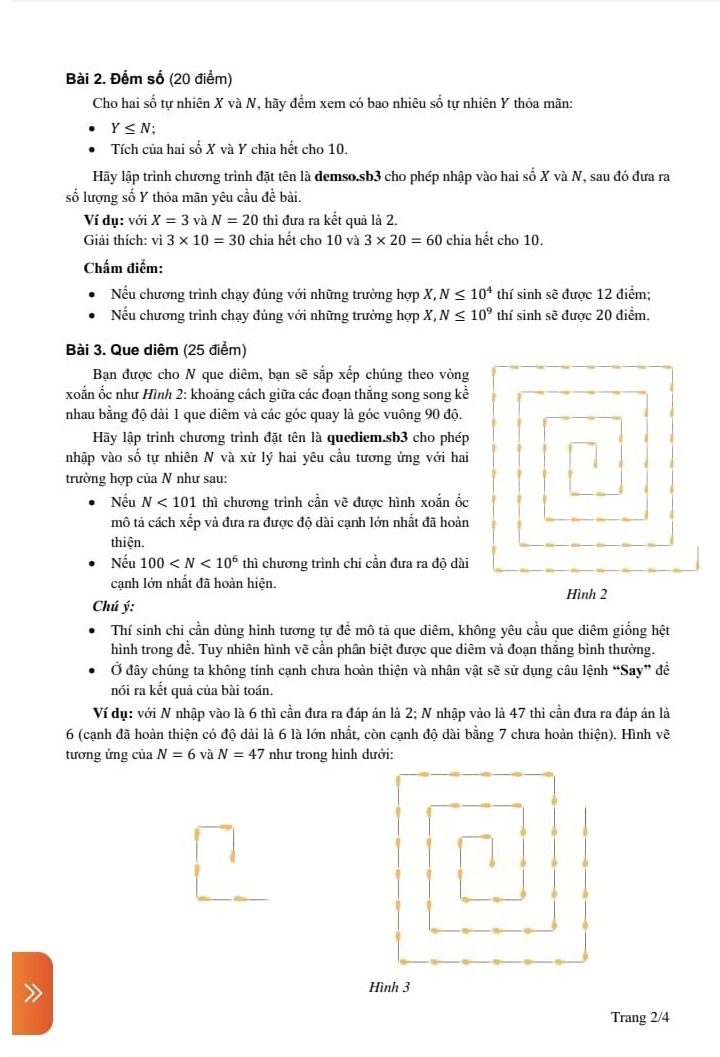 Bài 2. Đếm số (20 điểm)
Cho hai số tự nhiên X và N, hãy đếm xem có bao nhiêu số tự nhiên Y thỏa mãn:
• Y ≤ N;
• Tích của hai số X và Y chia hết cho 10.
Hãy lập trình chương trình đặt tên là demso.sb3 cho phép nhập vào hai số X và N, sau đó đưa ra
số lượng số Y thỏa mãn yêu cầu đề bài.
Ví dụ: với X = 3 và N = 20 thì đưa ra kết quả là 2.
Giải thích: vì 3 × 10 = 30 chia hết cho 10 và 3 × 20 = 60 chia hết cho 10.
Chấm điểm:
• Nếu chương trình chạy đúng với những trường hợp X, N ≤ 10⁴ thí sinh sẽ được 12 điểm;
• Nếu chương trình chạy đúng với những trường hợp X, N ≤ 10⁹ thí sinh sẽ được 20 điểm.
Bài 3. Que diêm (25 điểm)
Bạn được cho N que diêm, bạn sẽ sắp xếp chúng theo vòng
xoắn ốc như Hình 2: khoảng cách giữa các đoạn thẳng song song kề
nhau bằng độ dài 1 que diêm và các góc quay là góc vuông 90 độ.
Hãy lập trình chương trình đặt tên là quediem.sb3 cho phép
nhập vào số tự nhiên N và xử lý hai yêu cầu tương ứng với hai
trường hợp của N như sau:
• Nếu N < 101 thì chương trình cần vẽ được hình xoắn ốc
mô tả cách xếp và đưa ra được độ dài cạnh lớn nhất đã hoàn
thiện.
• Nếu 100 < N < 10⁶ thì chương trình chỉ cần đưa ra độ dài
cạnh lớn nhất đã hoàn hiện.
Hình 2
Chú ý:
• Thí sinh chỉ cần dùng hình tương tự để mô tả que diêm, không yêu cầu que diêm giống hệt
hình trong đề. Tuy nhiên hình vẽ cần phân biệt được que diêm và đoạn thẳng bình thường.
• Ở đây chúng ta không tính cạnh chưa hoàn thiện và nhân vật sẽ sử dụng câu lệnh “Say” để
nói ra kết quả của bài toán.
Ví dụ: với N nhập vào là 6 thì cần đưa ra đáp án là 2; N nhập vào là 47 thì cần đưa ra đáp án là
6 (cạnh đã hoàn thiện có độ dài là 6 là lớn nhất, còn cạnh độ dài bằng 7 chưa hoàn thiện). Hình vẽ
tương ứng của N = 6 và N = 47 như trong hình dưới:
Hình 3
Trang 2/4